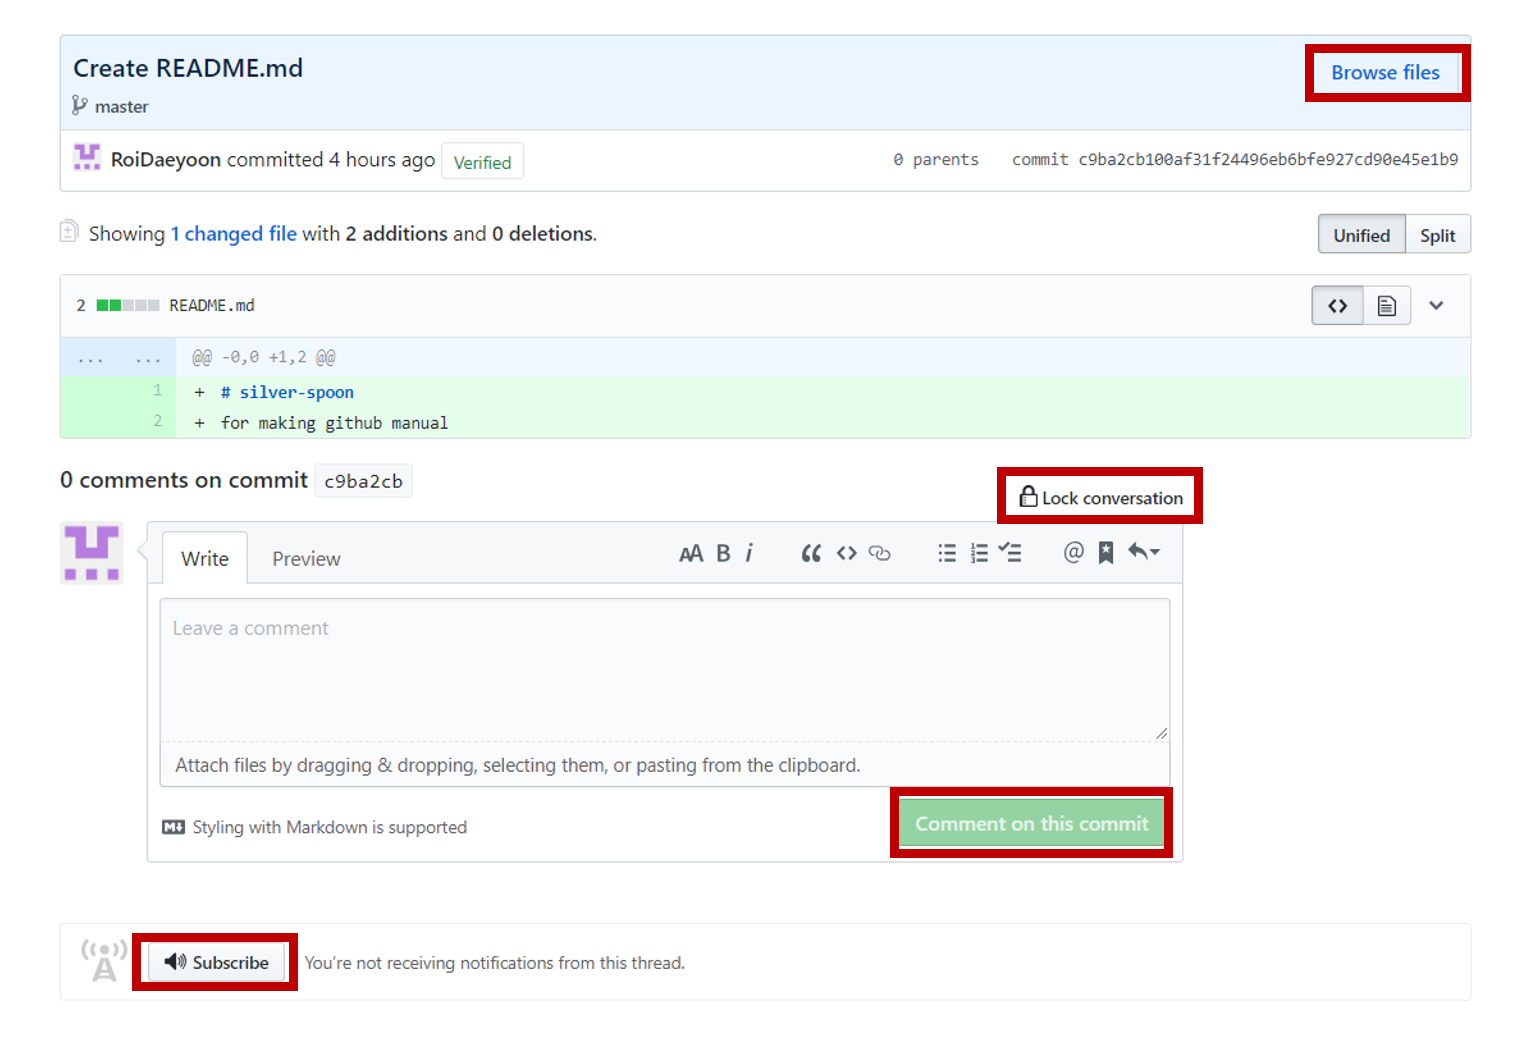 Create README.md
Browse files
master
RoiDaeyoon committed 4 hours ago Verified
0 parents commit c9ba2cb100af31f24496eb6bfe927cd90e45e1b9
Showing 1 changed file with 2 additions and 0 deletions.
Unified Split
2 README.md
... ... @@ -0,0 +1,2 @@
1 + # silver-spoon
2 + for making github manual
0 comments on commit c9ba2cb
Lock conversation
Write Preview
AA B i
Leave a comment
Attach files by dragging & dropping, selecting them, or pasting from the clipboard.
Styling with Markdown is supported
Comment on this commit
Subscribe You're not receiving notifications from this thread.